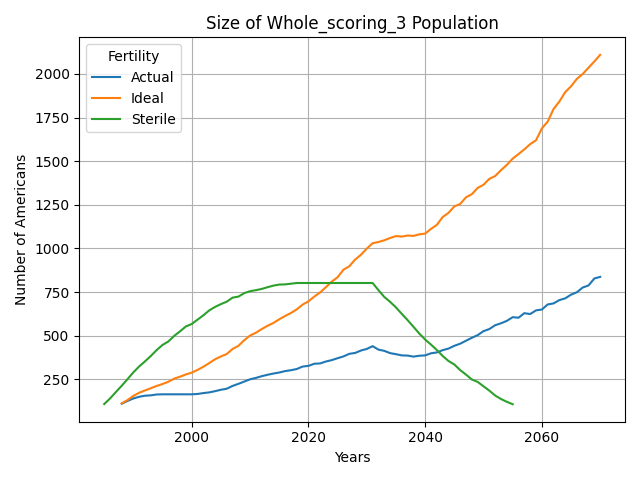 Size of Whole_scoring_3 Population
Fertility
Actual
Ideal
Sterile
Number of Americans
2000
1750
1500
1250
1000
750
500
250
2000 2020 2040 2060
Years